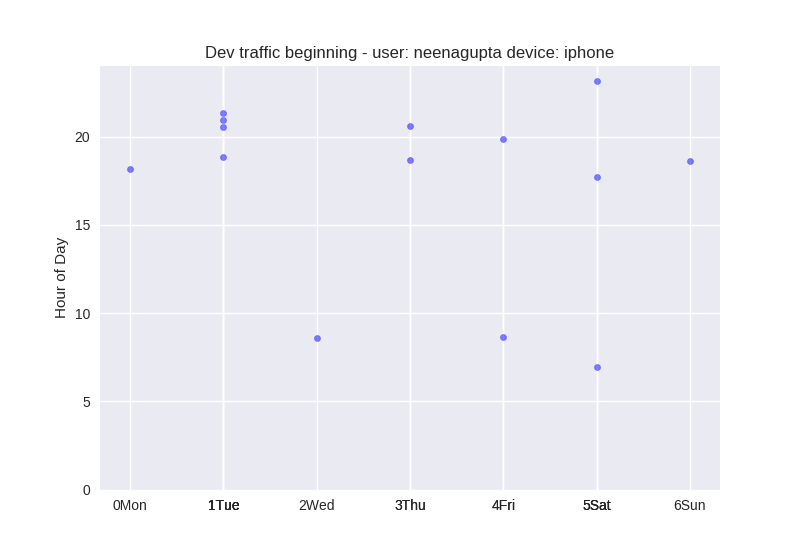 Dev traffic beginning - user: neenagupta device: iphone
Hour of Day
20
15
10
5
0
0Mon 1Tue 2Wed 3Thu 4Fri 5Sat 6Sun